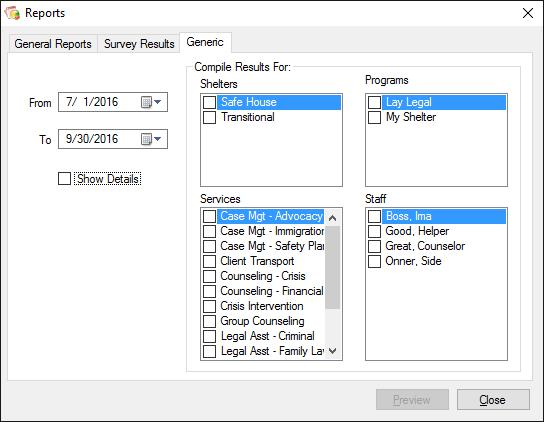 Reports
General Reports
Survey Results
Generic
Compile Results For:
From 7/ 1/2016
To 9/30/2016
Show Details
Shelters
Safe House
Transitional
Programs
Lay Legal
My Shelter
Services
Case Mgt - Advocacy
Case Mgt - Immigration
Case Mgt - Safety Plan
Client Transport
Counseling - Crisis
Counseling - Financial
Crisis Intervention
Group Counseling
Legal Asst - Criminal
Legal Asst - Family La
Staff
Boss, Ima
Good, Helper
Great, Counselor
Onner, Side
Preview
Close